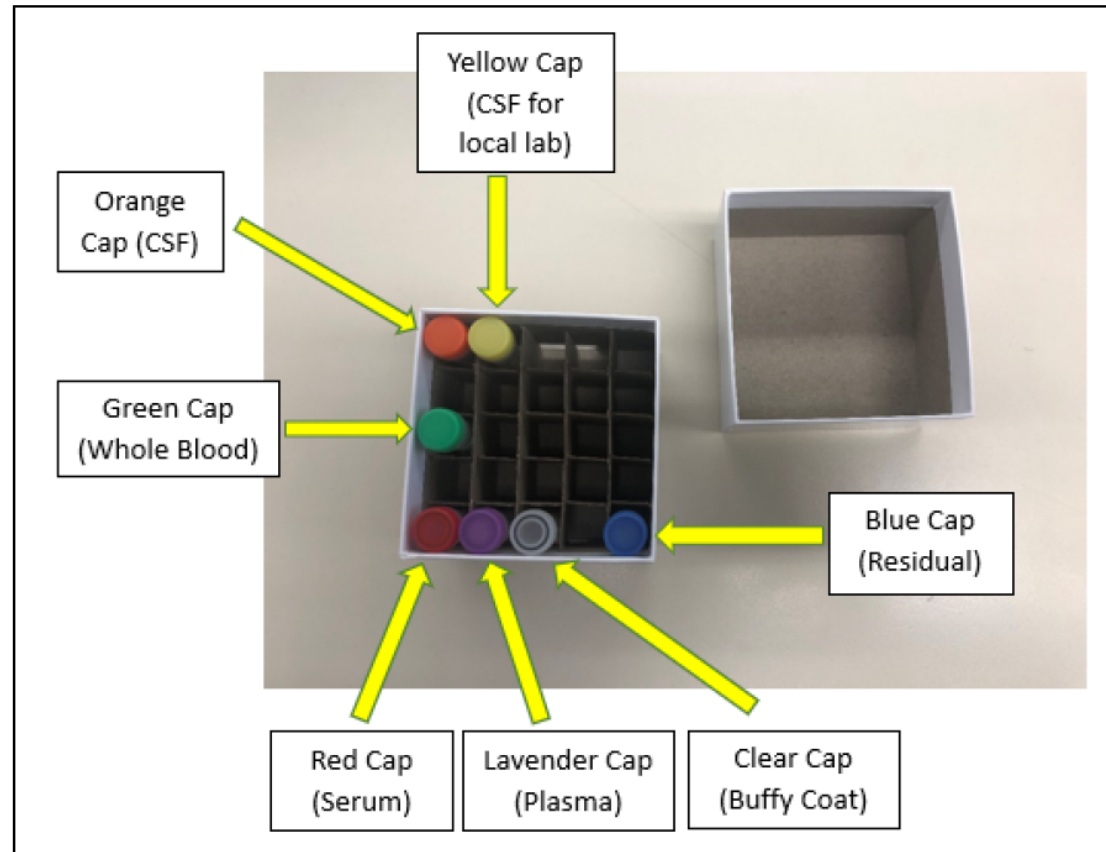 Yellow Cap
(CSF for
local lab)
Orange
Cap (CSF)
Green Cap
(Whole Blood)
Blue Cap
(Residual)
Red Cap
(Serum)
Lavender Cap
(Plasma)
Clear Cap
(Buffy Coat)